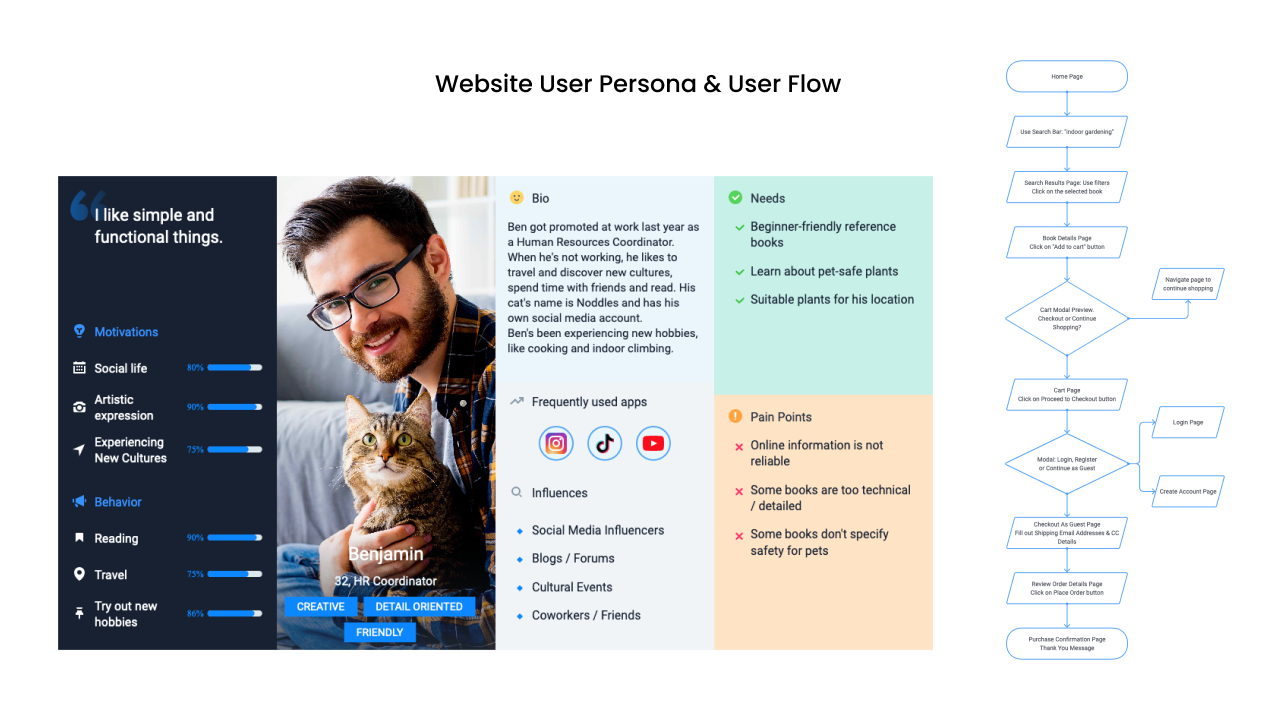 Website User Persona & User Flow
I like simple and
functional things.
Motivations
Social life 80%
Artistic
expression 90%
Experiencing
New Cultures 75%
Behavior
Reading 90%
Travel 75%
Try out new
hobbies 86%
Benjamin
32, HR Coordinator
CREATIVE DETAIL ORIENTED
FRIENDLY
Bio
Ben got promoted at work last year as
a Human Resources Coordinator.
When he's not working, he likes to
travel and discover new cultures,
spend time with friends and read. His
cat's name is Noddles and has his
own social media account.
Ben's been experiencing new hobbies,
like cooking and indoor climbing.
Frequently used apps
Influences
Social Media Influencers
Blogs / Forums
Cultural Events
Coworkers / Friends
Needs
Beginner-friendly reference
books
Learn about pet-safe plants
Suitable plants for his location
Pain Points
Online information is not
reliable
Some books are too technical
/ detailed
Some books don't specify
safety for pets
Home Page
Use Search Bar: "indoor gardening"
Search Results Page: Use filters
Click on the selected book
Book Details Page
Click on "Add to cart" button
Cart Modal Preview.
Checkout or Continue
Shopping?
Navigate page to
continue shopping
Cart Page
Click on Proceed to Checkout button
Modal: Login, Register
or Continue as Guest
Login Page
Create Account Page
Checkout As Guest Page
Fill out Shipping Email Addresses & CC
Details
Review Order Details Page
Click on Place Order button
Purchase Confirmation Page
Thank You Message